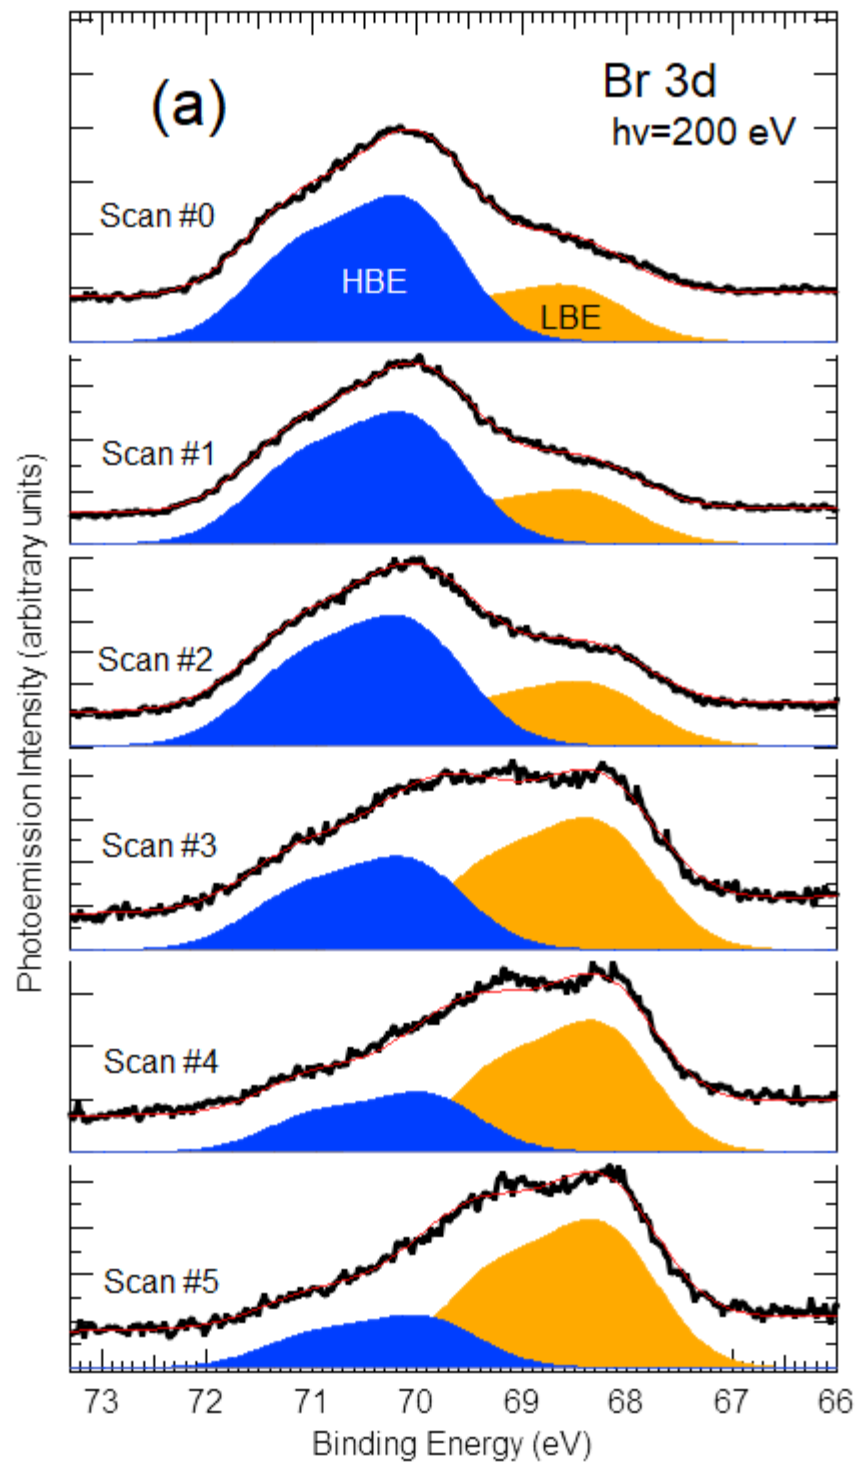 (a)
Br 3d
hv=200 eV
Scan #0
HBE
LBE
Scan #1
Scan #2
Scan #3
Scan #4
Scan #5
Photoemission Intensity (arbitrary units)
73 72 71 70 69 68 67 66
Binding Energy (eV)